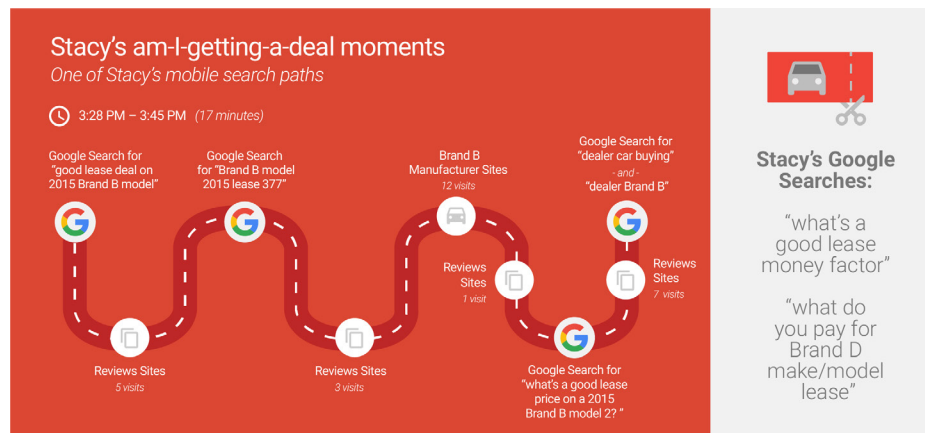 Stacy's am-I-getting-a-deal moments
One of Stacy's mobile search paths
3:28 PM – 3:45 PM (17 minutes)
Google Search for
"good lease deal on
2015 Brand B model"
Reviews Sites
5 visits
Google Search
for "Brand B model
2015 lease 377"
Reviews Sites
3 visits
Brand B
Manufacturer Sites
12 visits
Reviews
Sites
1 visit
Google Search for
"what's a good lease
price on a 2015
Brand B model 2? "
Reviews
Sites
7 visits
Google Search for
"dealer car buying"
- and -
"dealer Brand B"
Stacy's Google
Searches:
"what's a
good lease
money factor"
"what do
you pay for
Brand D
make/model
lease"